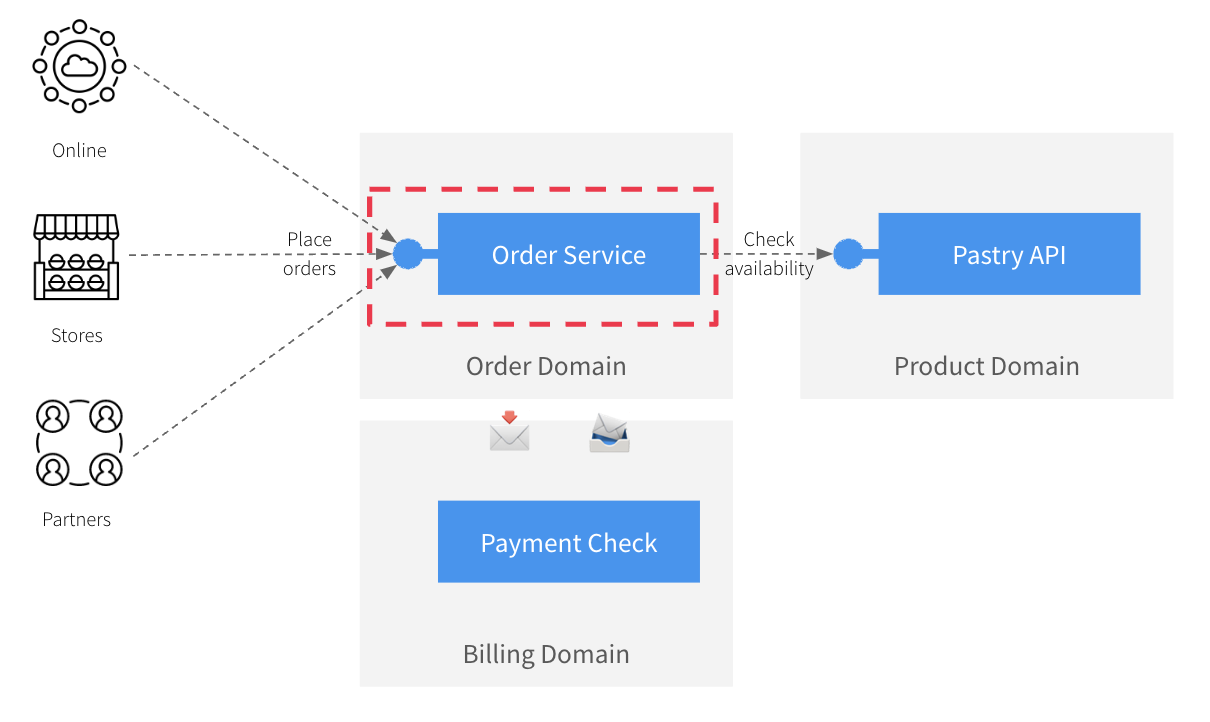 Online
Stores
Partners
Place
orders
Order Service
Order Domain
Check
availability
Pastry API
Product Domain
Payment Check
Billing Domain